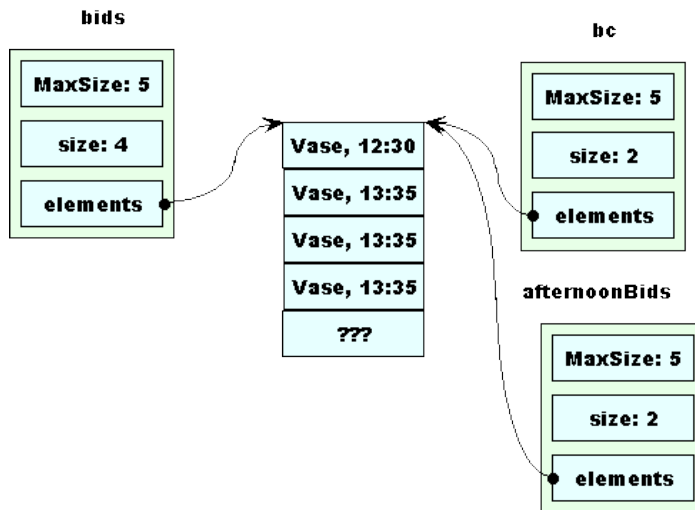 bids
MaxSize: 5
size: 4
elements
Vase, 12:30
Vase, 13:35
Vase, 13:35
Vase, 13:35
???
bc
MaxSize: 5
size: 2
elements
afternoonBids
MaxSize: 5
size: 2
elements